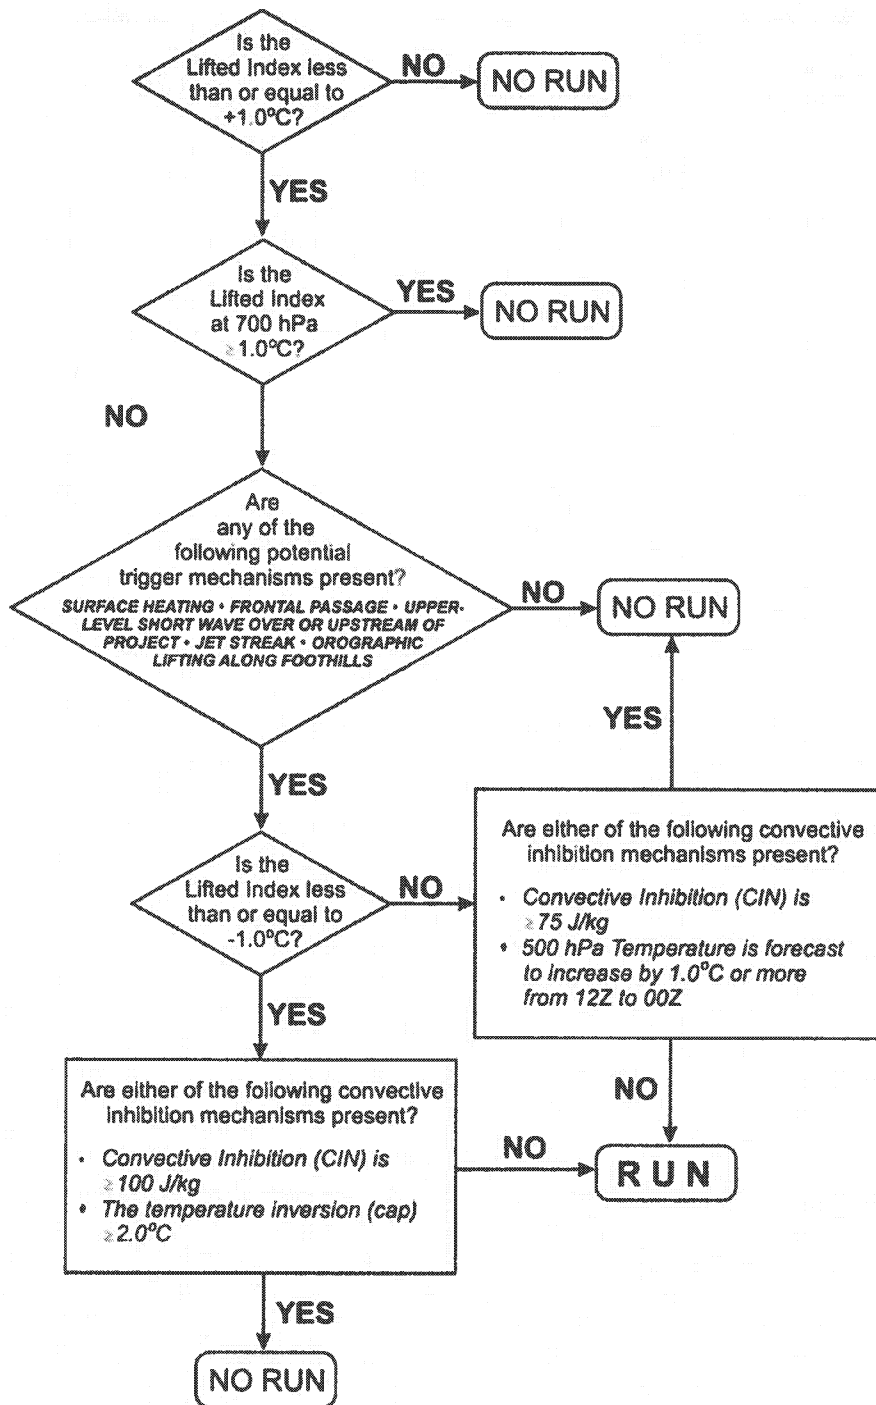 Is the
Lifted Index less
than or equal to
+1.0°C?
NO
NO RUN
YES
Is the
Lifted Index
at 700 hPa
≥1.0°C?
YES
NO RUN
NO
Are
any of the
following potential
trigger mechanisms present?
SURFACE HEATING • FRONTAL PASSAGE • UPPER-
LEVEL SHORT WAVE OVER OR UPSTREAM OF
PROJECT • JET STREAK • OROGRAPHIC
LIFTING ALONG FOOTHILLS
NO
NO RUN
YES
YES
Is the
Lifted Index less
than or equal to
-1.0°C?
NO
Are either of the following convective
inhibition mechanisms present?
• Convective Inhibition (CIN) is
≥75 J/kg
• 500 hPa Temperature is forecast
to increase by 1.0°C or more
from 12Z to 00Z
YES
NO
Are either of the following convective
inhibition mechanisms present?
• Convective Inhibition (CIN) is
≥100 J/kg
• The temperature inversion (cap)
≥2.0°C
NO
RUN
YES
NO RUN